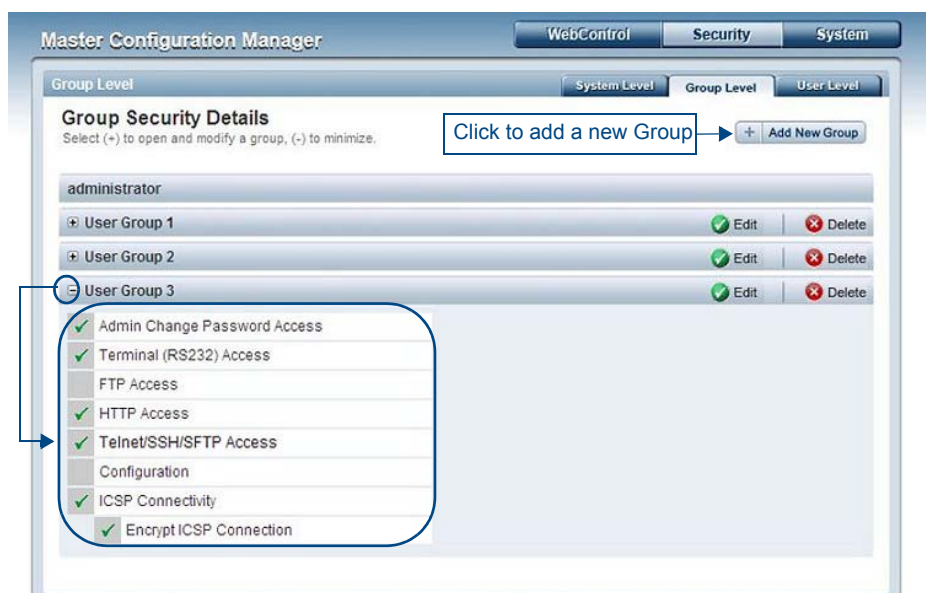 Master Configuration Manager
WebControl Security System
Group Level
System Level Group Level User Level
Group Security Details
Select (+) to open and modify a group, (-) to minimize.
Click to add a new Group
+ Add New Group
administrator
+ User Group 1 Edit Delete
+ User Group 2 Edit Delete
- User Group 3 Edit Delete
Admin Change Password Access
Terminal (RS232) Access
FTP Access
HTTP Access
Telnet/SSH/SFTP Access
Configuration
ICSP Connectivity
Encrypt ICSP Connection